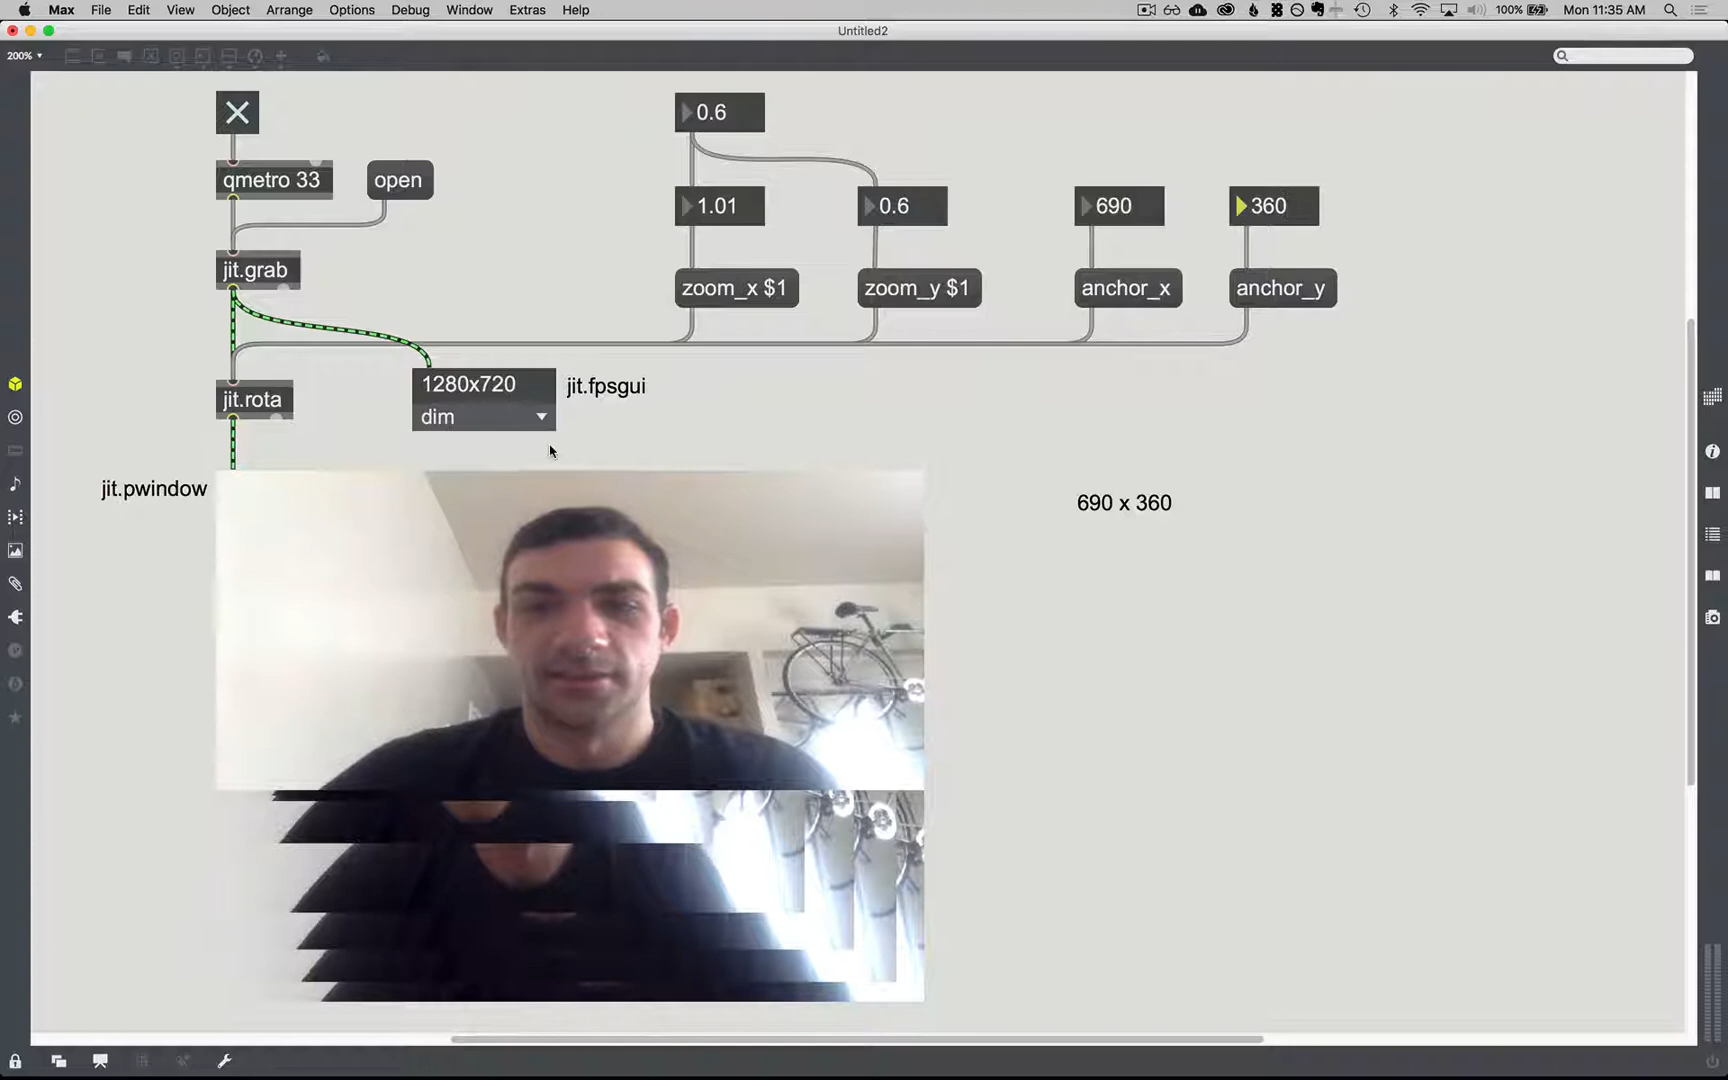 Max File Edit View Object Arrange Options Debug Window Extras Help 100% Mon 11:35 AM
Untitled2
200%
0.6
qmetro 33 open 1.01 0.6 690 360
jit.grab zoom_x $1 zoom_y $1 anchor_x anchor_y
1280x720 jit.fpsgui
jit.rota dim
jit.pwindow 690 x 360